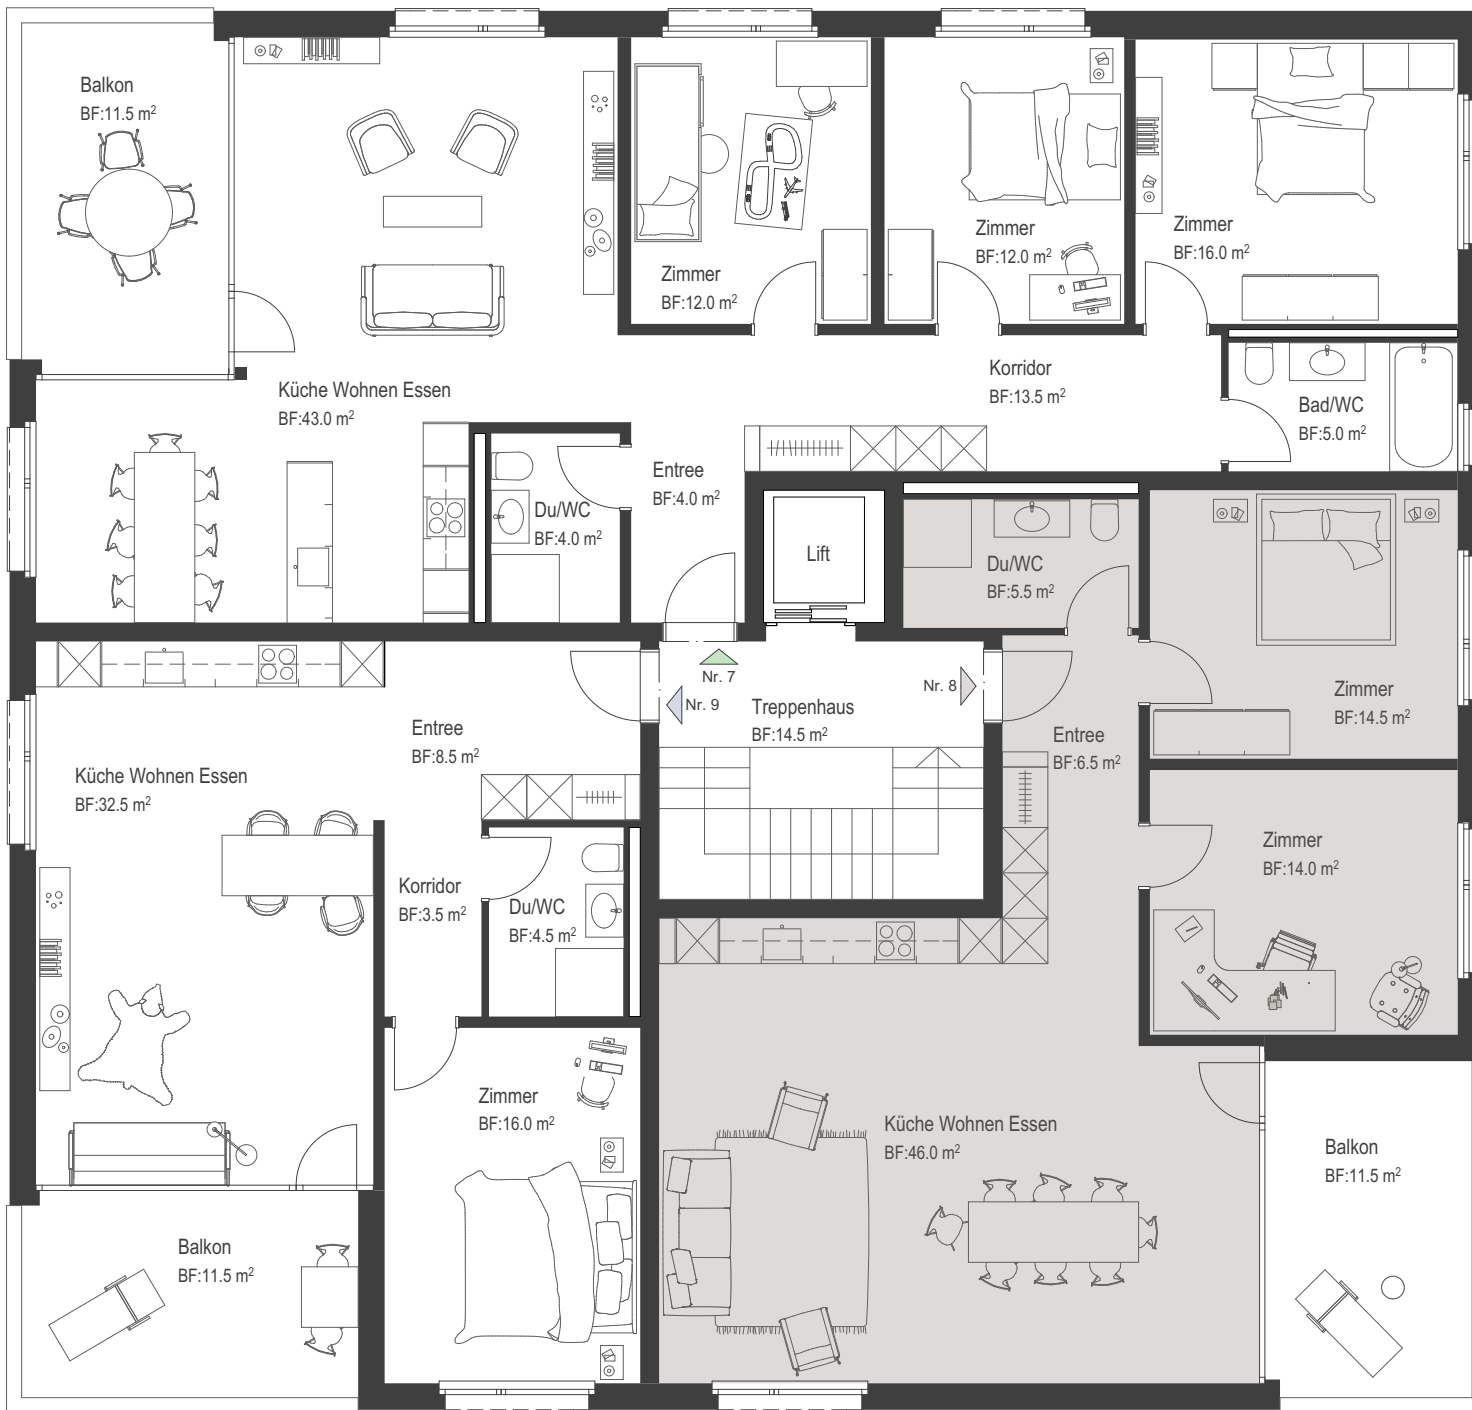 Balkon
BF:11.5 m²
Zimmer
BF:12.0 m²
Zimmer
BF:12.0 m²
Zimmer
BF:16.0 m²
Küche Wohnen Essen
BF:43.0 m²
Korridor
BF:13.5 m²
Bad/WC
BF:5.0 m²
Entree
BF:4.0 m²
Du/WC
BF:4.0 m²
Lift
Du/WC
BF:5.5 m²
Nr. 7
Nr. 9
Nr. 8
Treppenhaus
BF:14.5 m²
Zimmer
BF:14.5 m²
Entree
BF:8.5 m²
Entree
BF:6.5 m²
Küche Wohnen Essen
BF:32.5 m²
Zimmer
BF:14.0 m²
Korridor
BF:3.5 m²
Du/WC
BF:4.5 m²
Zimmer
BF:16.0 m²
Küche Wohnen Essen
BF:46.0 m²
Balkon
BF:11.5 m²
Balkon
BF:11.5 m²